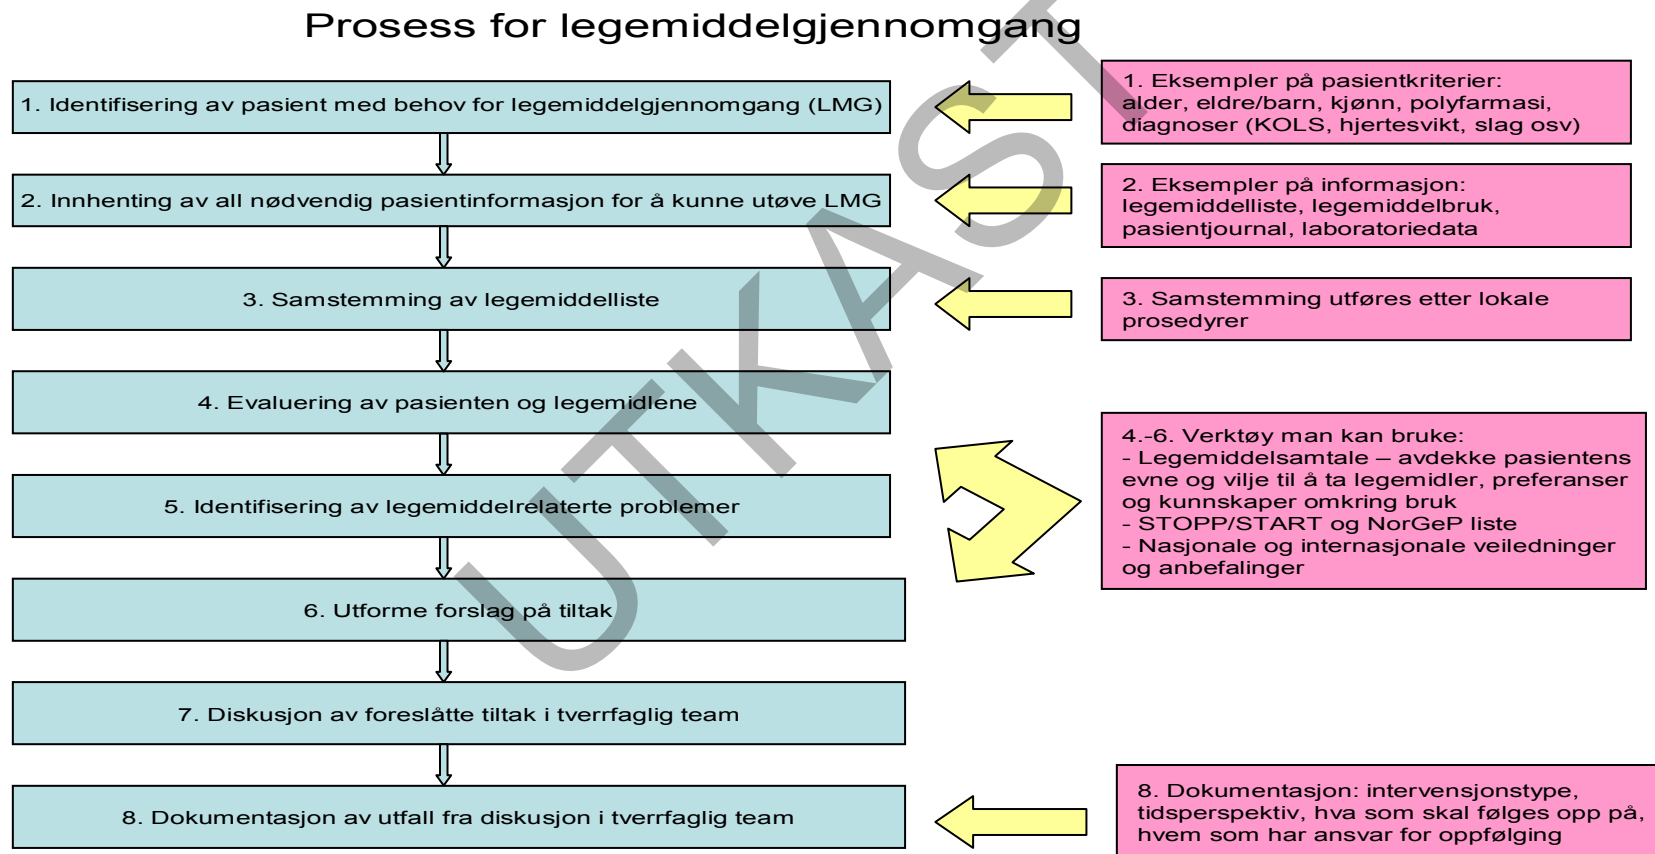 Prosess for legemiddelgjennomgang
1. Identifisering av pasient med behov for legemiddelgjennomgang (LMG)
1. Eksempler på pasientkriterier:
alder, eldre/barn, kjønn, polyfarmasi,
diagnoser (KOLS, hjertesvikt, slag osv)
2. Innhenting av all nødvendig pasientinformasjon for å kunne utøve LMG
2. Eksempler på informasjon:
legemiddelliste, legemiddelbruk,
pasientjournal, laboratoriedata
3. Samstemming av legemiddelliste
3. Samstemming utføres etter lokale
prosedyrer
4. Evaluering av pasienten og legemidlene
5. Identifisering av legemiddelrelaterte problemer
6. Utforme forslag på tiltak
4.-6. Verktøy man kan bruke:
- Legemiddelsamtale – avdekke pasientens
evne og vilje til å ta legemidler, preferanser
og kunnskaper omkring bruk
- STOPP/START og NorGeP liste
- Nasjonale og internasjonale veiledninger
og anbefalinger
7. Diskusjon av foreslåtte tiltak i tverrfaglig team
8. Dokumentasjon av utfall fra diskusjon i tverrfaglig team
8. Dokumentasjon: intervensjonstype,
tidsperspektiv, hva som skal følges opp på,
hvem som har ansvar for oppfølging
UTKAST